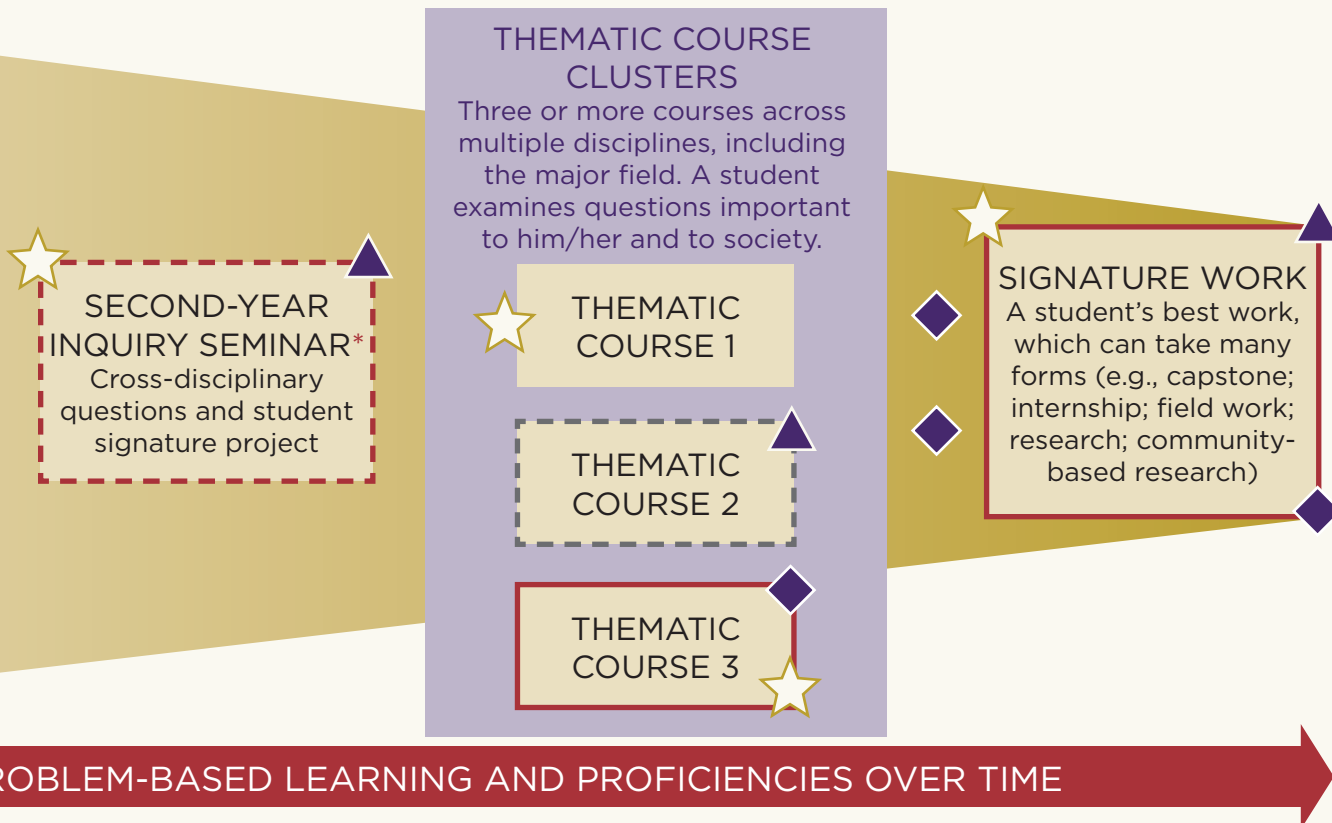 SECOND-YEAR
INQUIRY SEMINAR*
Cross-disciplinary
questions and student
signature project
THEMATIC COURSE
CLUSTERS
Three or more courses across
multiple disciplines, including
the major field. A student
examines questions important
to him/her and to society.
THEMATIC
COURSE 1
THEMATIC
COURSE 2
THEMATIC
COURSE 3
SIGNATURE WORK
A student’s best work,
which can take many
forms (e.g., capstone;
internship; field work;
research; community-
based research)
ROBLEM-BASED LEARNING AND PROFICIENCIES OVER TIME